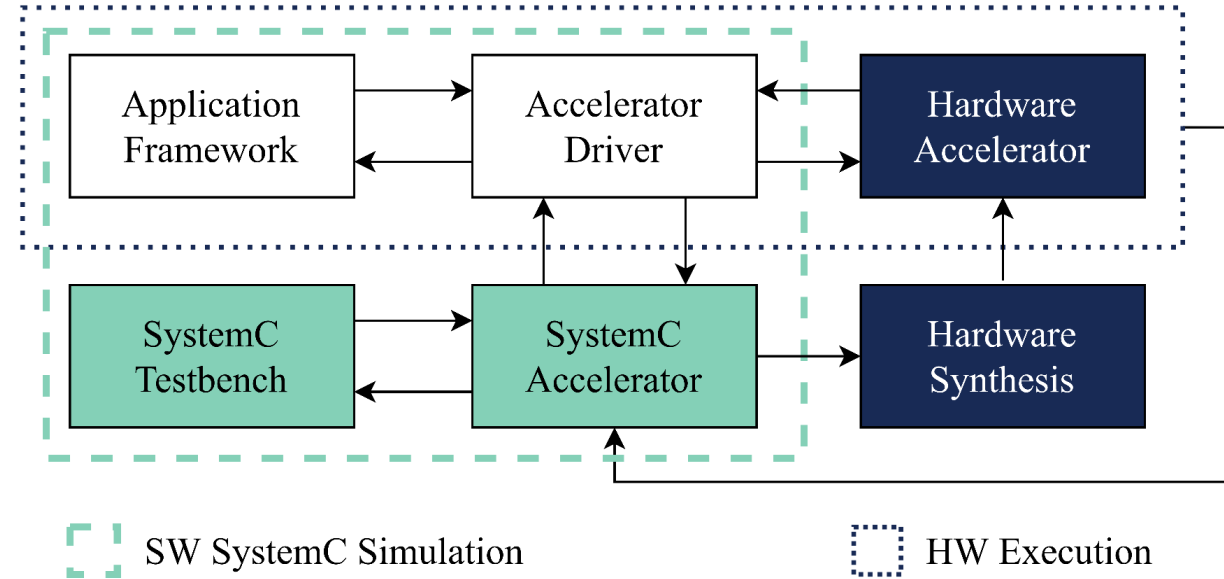 Application
Framework
Accelerator
Driver
Hardware
Accelerator
SystemC
Testbench
SystemC
Accelerator
Hardware
Synthesis
SW SystemC Simulation
HW Execution